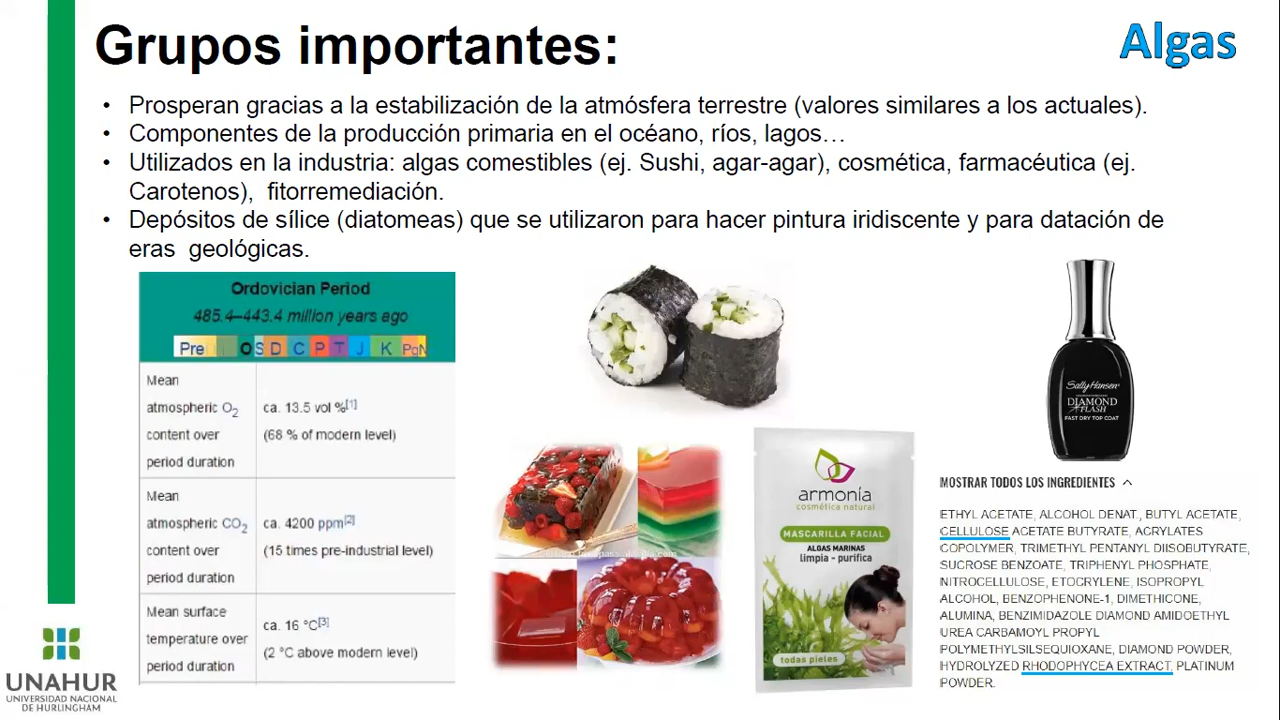 Grupos importantes:
Algas
• Prosperan gracias a la estabilización de la atmósfera terrestre (valores similares a los actuales).
• Componentes de la producción primaria en el océano, ríos, lagos…
• Utilizados en la industria: algas comestibles (ej. Sushi, agar-agar), cosmética, farmacéutica (ej.
Carotenos), fitorremediación.
• Depósitos de sílice (diatomeas) que se utilizaron para hacer pintura iridiscente y para datación de
eras geológicas.
Ordovician Period
485.4–443.4 million years ago
Pre O S D C P T J K Pg N
Mean
atmospheric O2
content over
period duration
ca. 13.5 vol %[1]
(68 % of modern level)
Mean
atmospheric CO2
content over
period duration
ca. 4200 ppm[2]
(15 times pre-industrial level)
Mean surface
temperature over
period duration
ca. 16 °C[3]
(2 °C above modern level)
armonía
cosmética natural
MASCARILLA FACIAL
ALGAS MARINAS
limpia - purifica
todas pieles
Sally Hansen
DIAMOND
FLASH
FAST DRY TOP COAT
MOSTRAR TODOS LOS INGREDIENTES
ETHYL ACETATE, ALCOHOL DENAT., BUTYL ACETATE,
CELLULOSE ACETATE BUTYRATE, ACRYLATES
COPOLYMER, TRIMETHYL PENTANYL DIISOBUTYRATE,
SUCROSE BENZOATE, TRIPHENYL PHOSPHATE,
NITROCELLULOSE, ETOCRYLENE, ISOPROPYL
ALCOHOL, BENZOPHENONE-1, DIMETHICONE,
ALUMINA, BENZIMIDAZOLE DIAMOND AMIDOETHYL
UREA CARBAMOYL PROPYL
POLYMETHYLSILSEQUIOXANE, DIAMOND POWDER,
HYDROLYZED RHODOPHYCEA EXTRACT, PLATINUM
POWDER.
UNAHUR
UNIVERSIDAD NACIONAL
DE HURLINGHAM